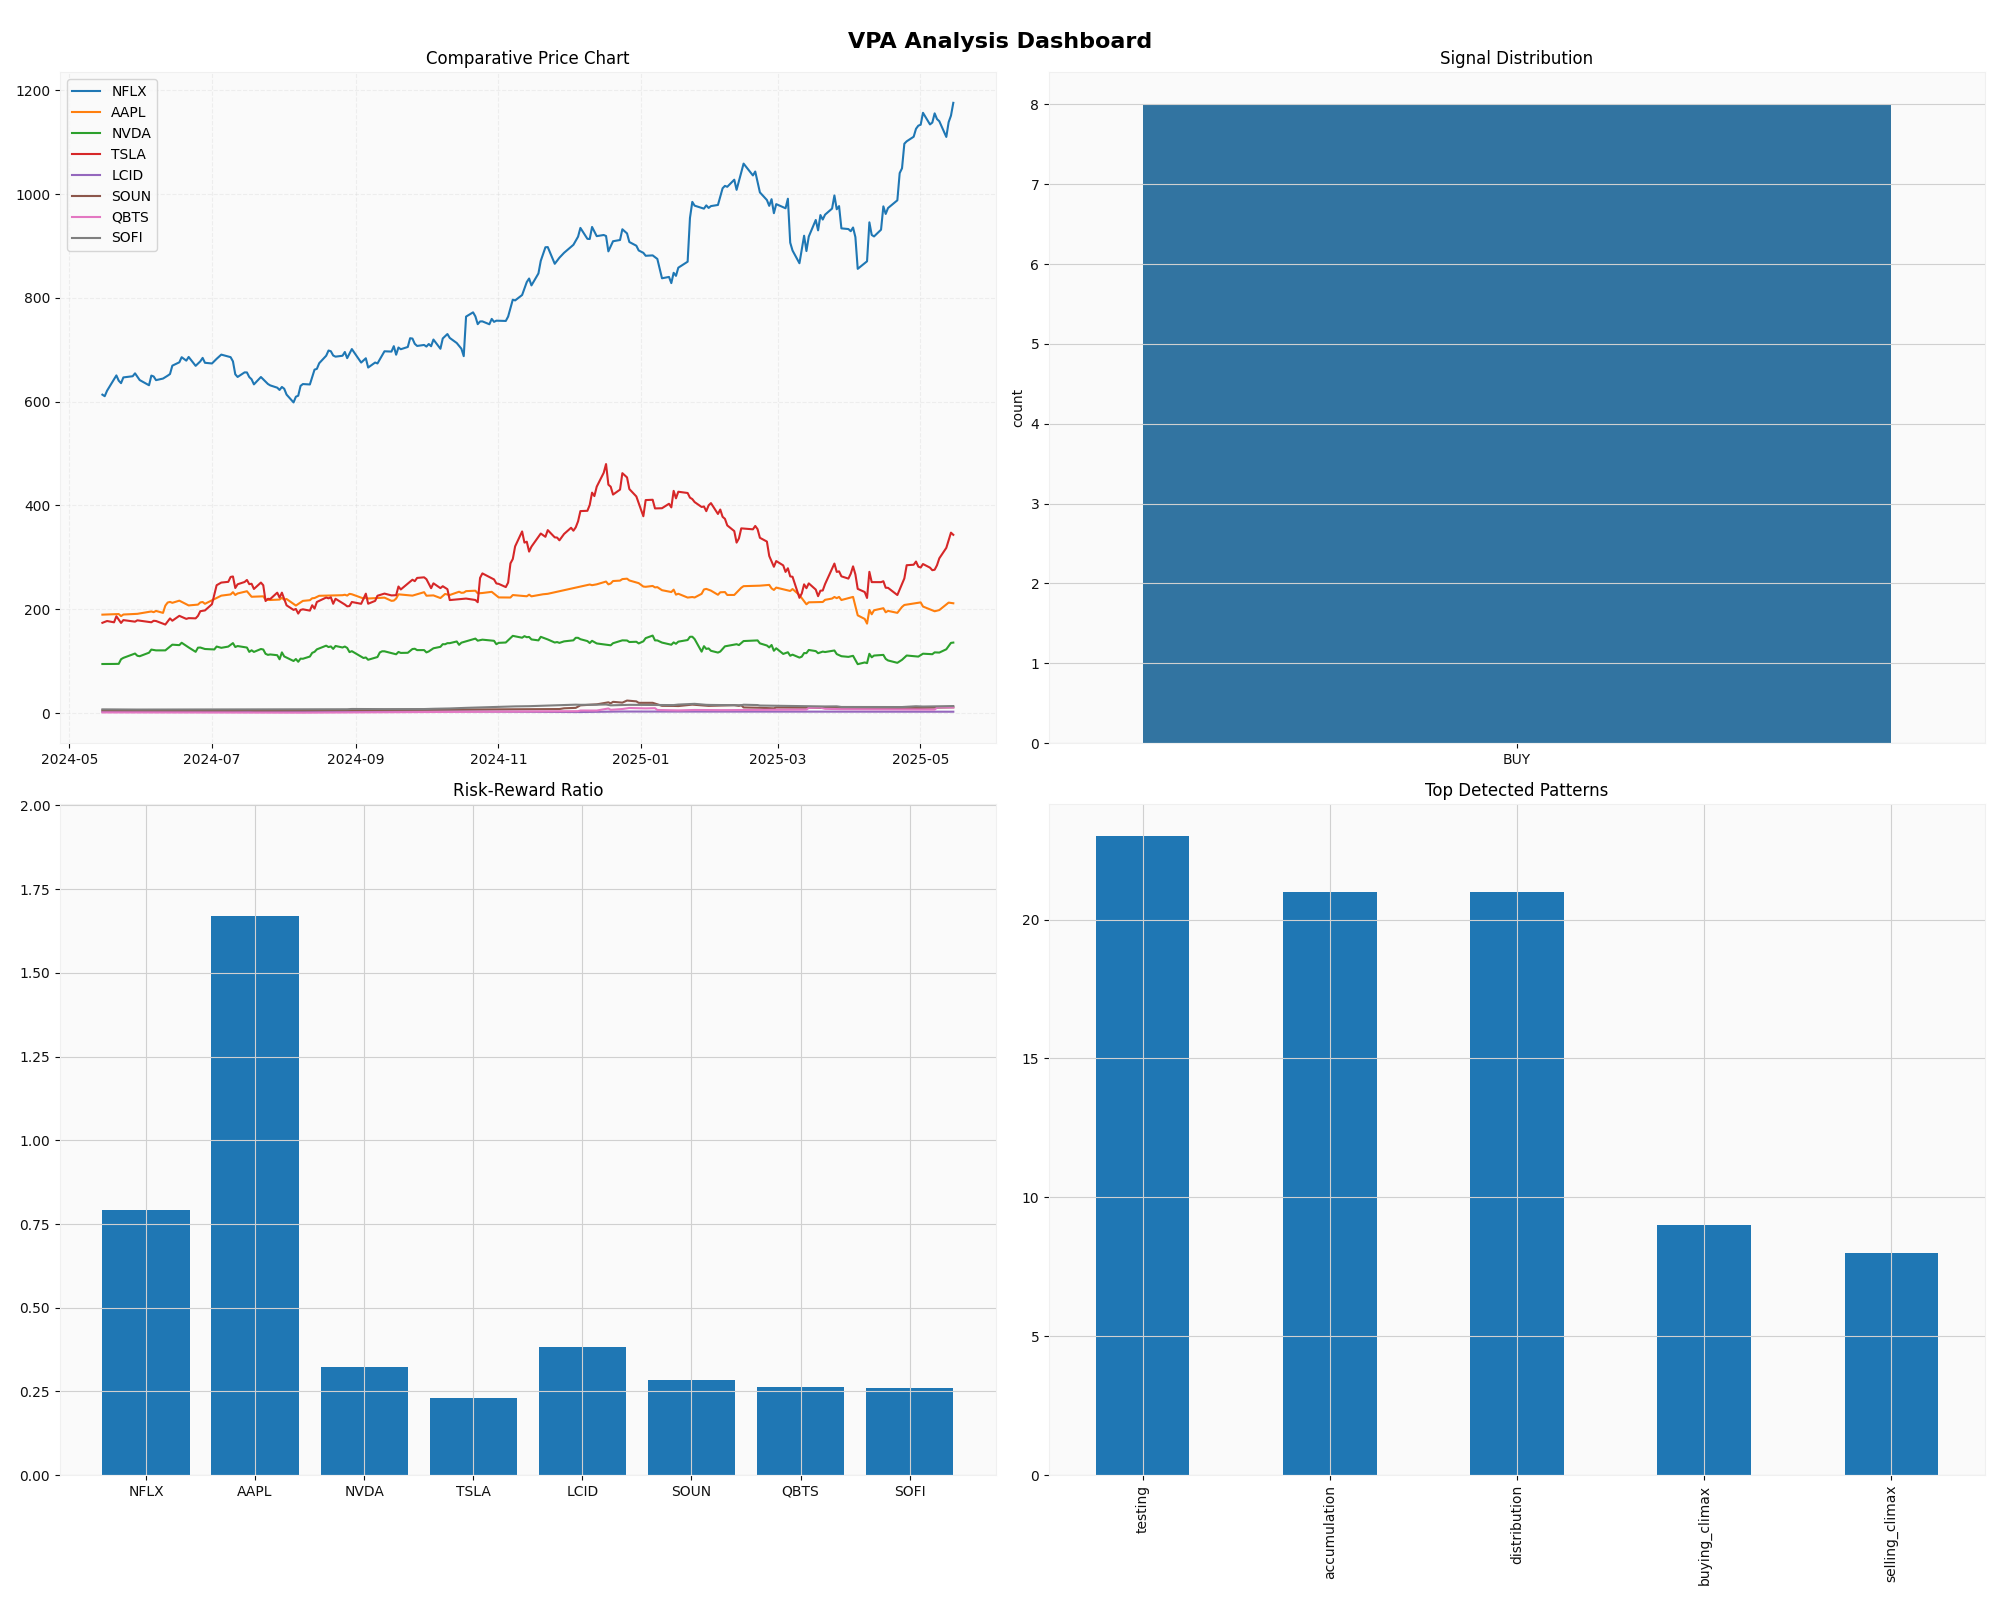 VPA Analysis Dashboard
Comparative Price Chart
1200
1000
800
600
400
200
0
NFLX
AAPL
NVDA
TSLA
LCID
SOUN
QBTS
SOFI
2024-05 2024-07 2024-09 2024-11 2025-01 2025-03 2025-05
Signal Distribution
count
8
7
6
5
4
3
2
1
0
BUY
Risk-Reward Ratio
2.00
1.75
1.50
1.25
1.00
0.75
0.50
0.25
0.00
NFLX AAPL NVDA TSLA LCID SOUN QBTS SOFI
Top Detected Patterns
20
15
10
5
0
testing
accumulation
distribution
buying_climax
selling_climax